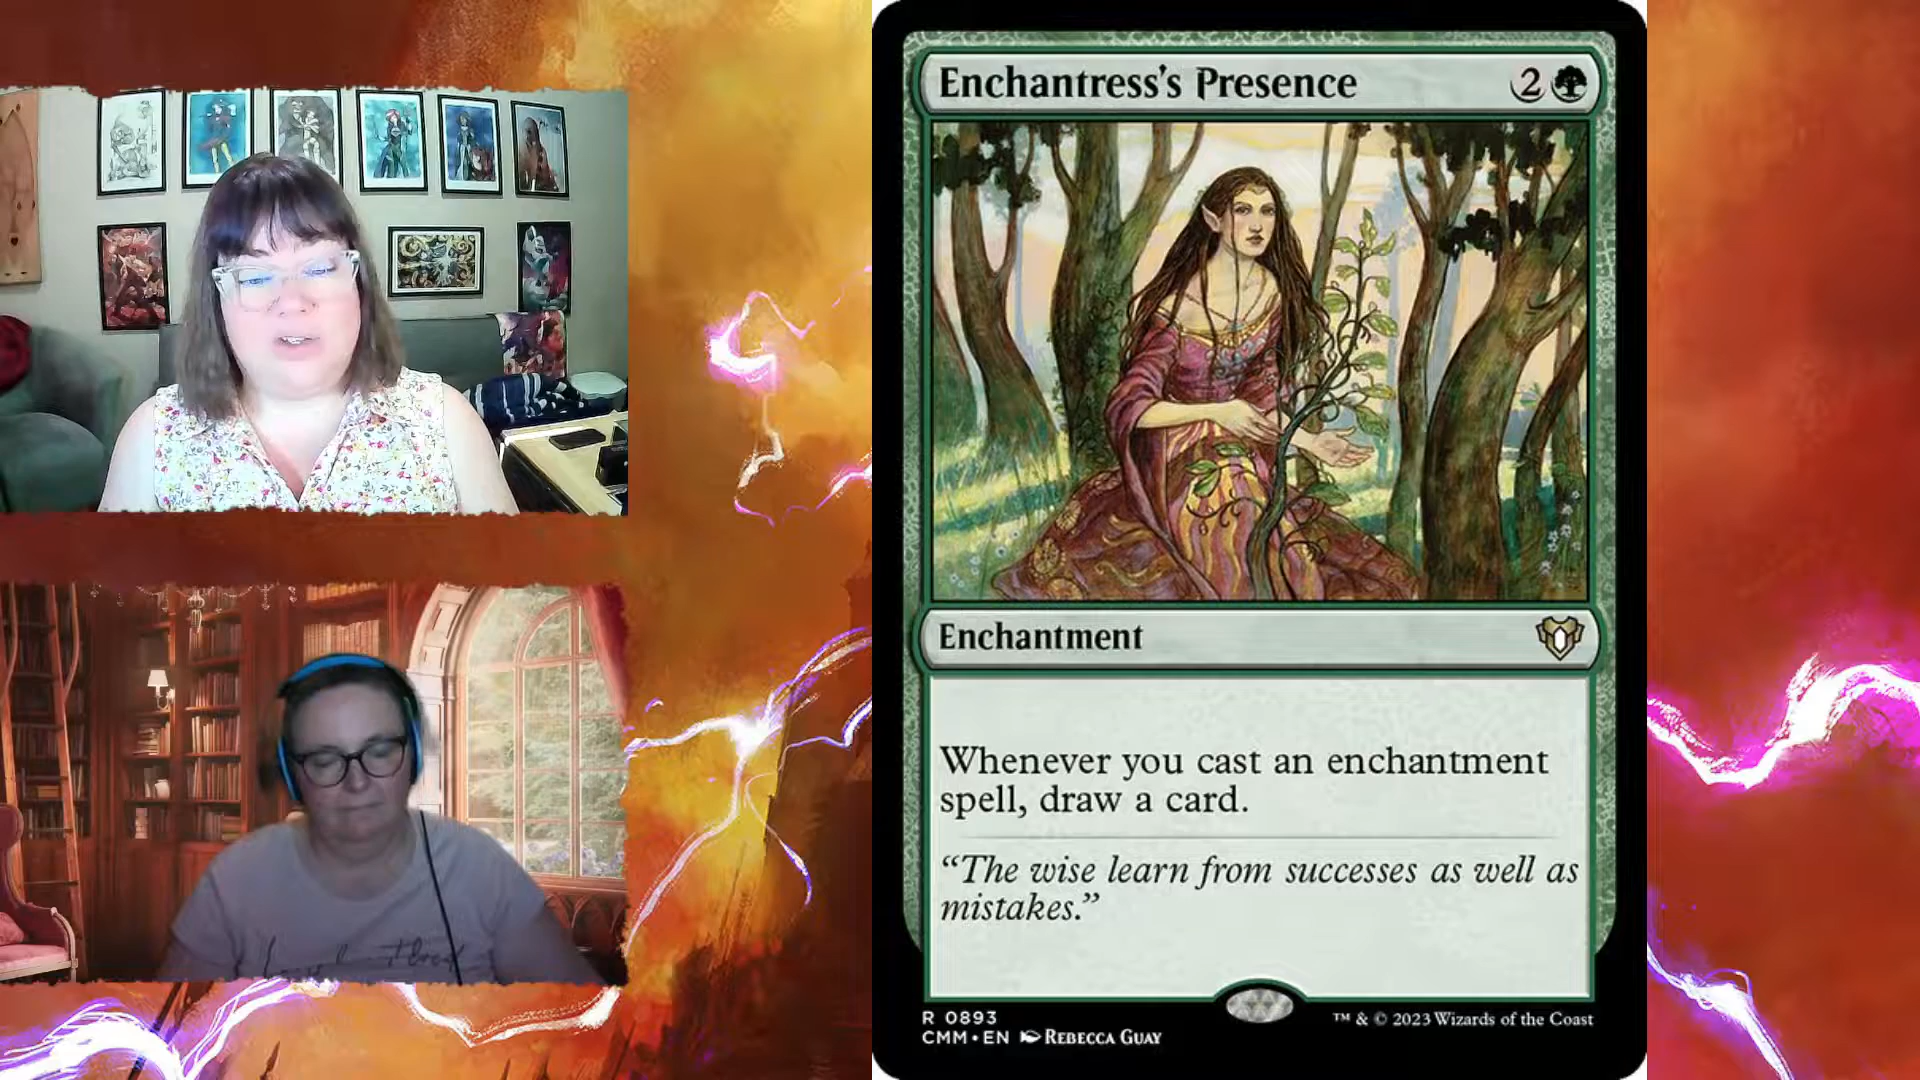 Enchantress's Presence 2
Enchantment
Whenever you cast an enchantment
spell, draw a card.
“The wise learn from successes as well as
mistakes.”
R 0893
CMM • EN Rebecca Guay
™ & © 2023 Wizards of the Coast